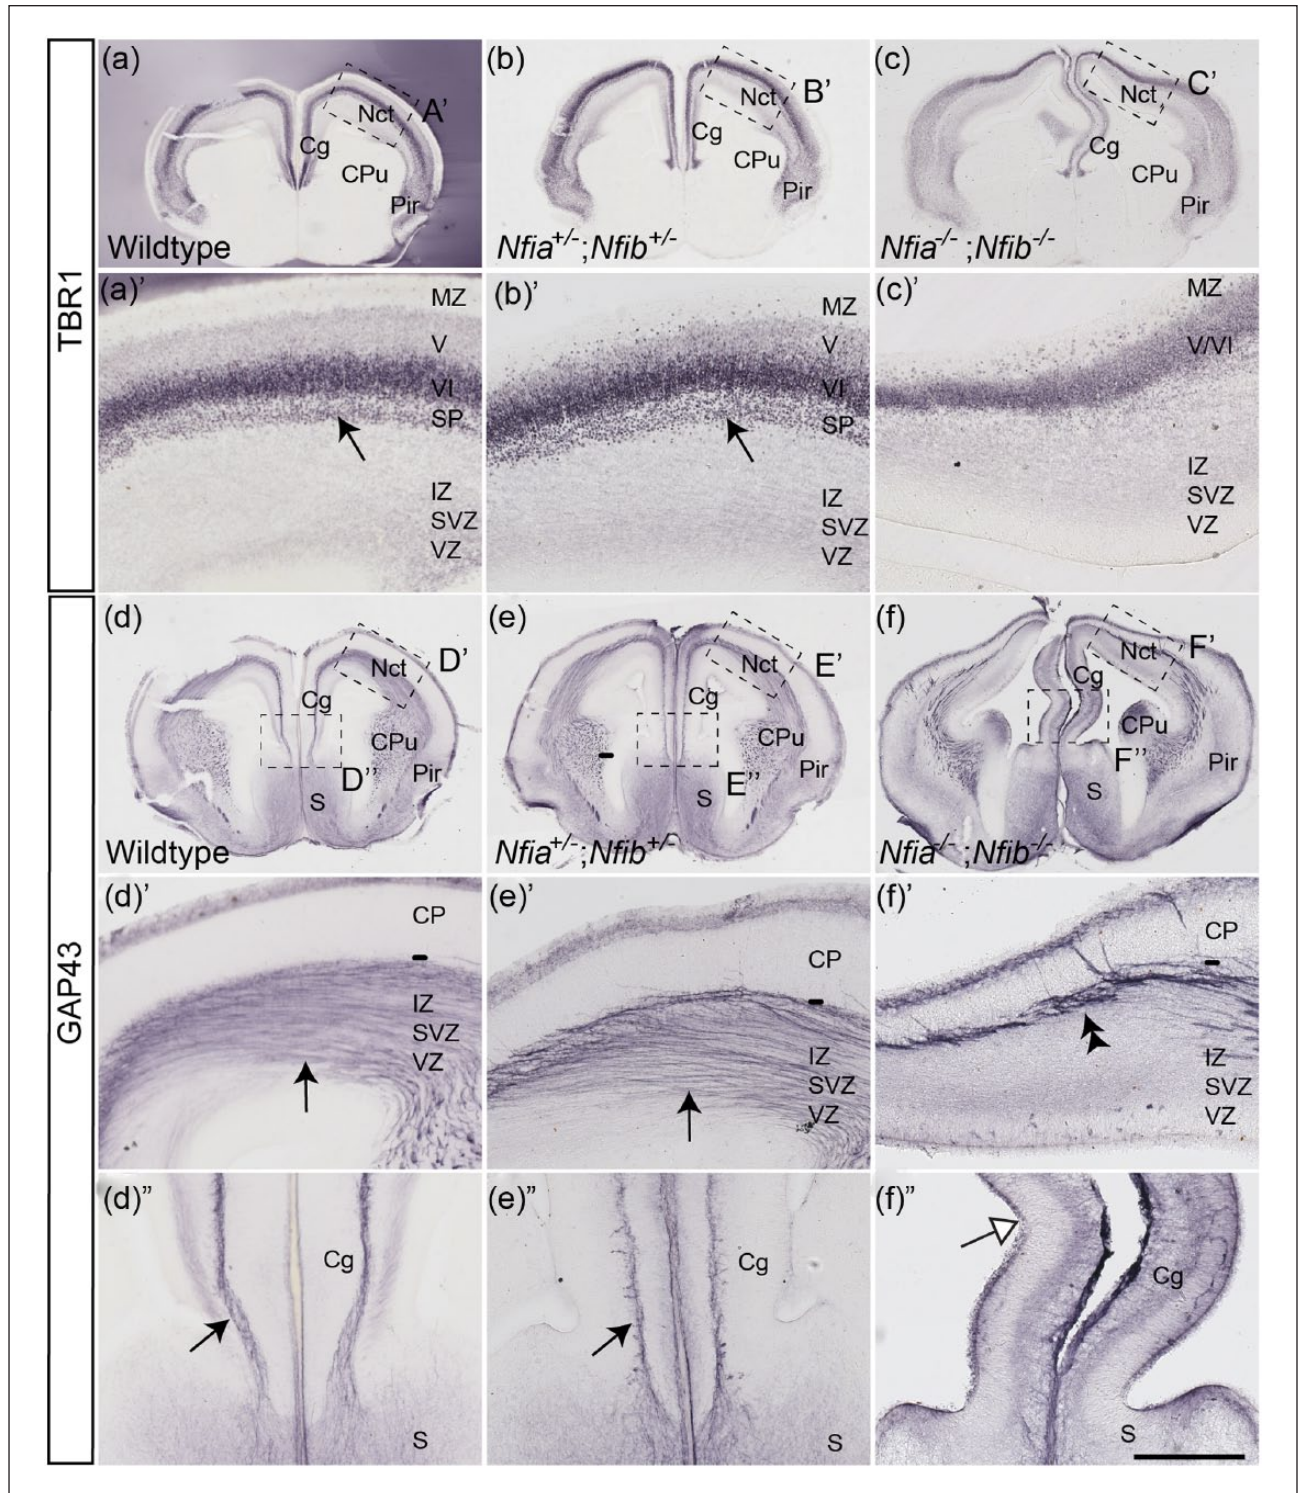 TBR1
(a)
Nct
A'
Cg
CPu
Pir
Wildtype
(b)
Nct
B'
Cg
CPu
Pir
Nfia+/-;Nfib+/-
(c)
Nct
C'
Cg
CPu
Pir
Nfia-/-;Nfib-/-
(a)'
MZ
V
VI
SP
IZ
SVZ
VZ
(b)'
MZ
V
VI
SP
IZ
SVZ
VZ
(c)'
MZ
V/VI
IZ
SVZ
VZ
GAP43
(d)
Nct
D'
Cg
CPu
D''
Pir
S
Wildtype
(e)
Nct
E'
Cg
CPu
E''
Pir
S
Nfia+/-;Nfib+/-
(f)
Nct
F'
Cg
CPu
F''
Pir
S
Nfia-/-;Nfib-/-
(d)'
CP
IZ
SVZ
VZ
(e)'
CP
IZ
SVZ
VZ
(f)'
CP
IZ
SVZ
VZ
(d)”
Cg
S
(e)”
Cg
S
(f)”
Cg
S